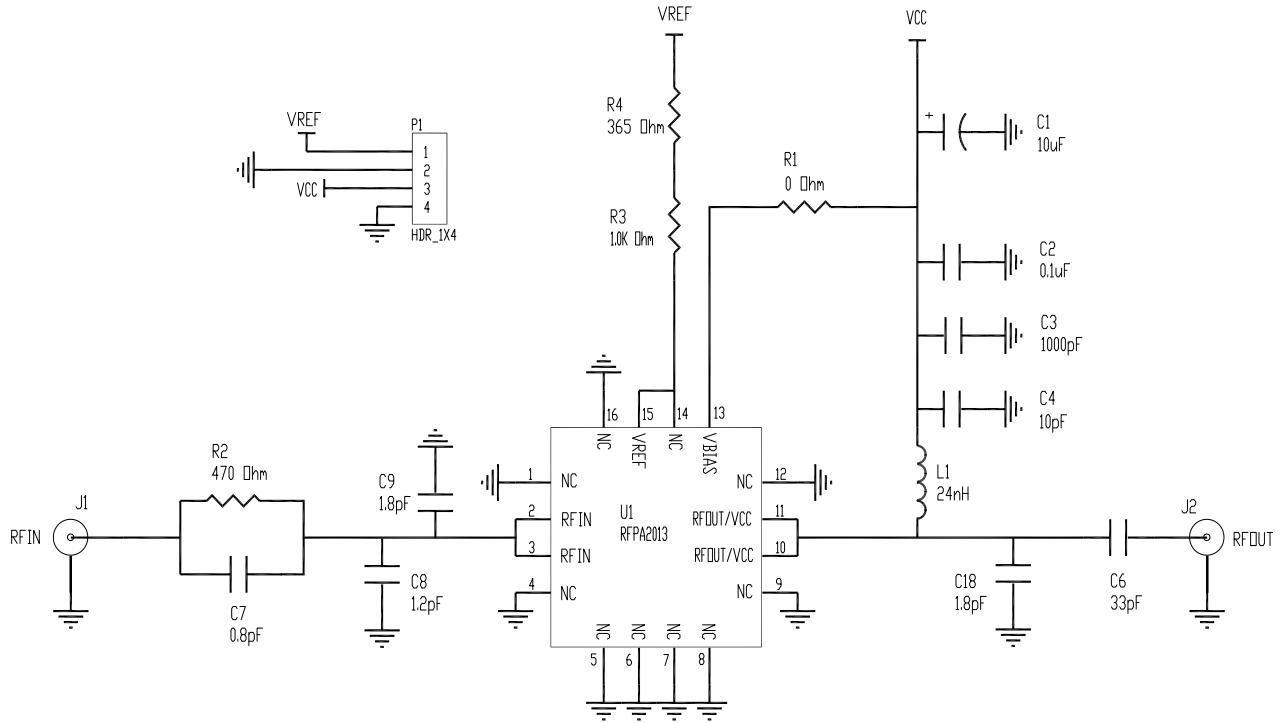 VREF
VCC
R4
365 Ohm
C1
10uF
+
VREF
P1
1
2
VCC
3
4
HDR_1X4
R1
0 Ohm
R3
1.0K Ohm
C2
0.1uF
C3
1000pF
C4
10pF
16
15
14
13
NC
VREF
NC
VBIAS
R2
470 Ohm
C9
1.8pF
1
NC
NC
12
L1
24nH
J1
RFIN
2
RFIN
U1
RFPA2013
RFOUT/VCC
11
3
RFIN
RFOUT/VCC
10
J2
RFOUT
4
NC
NC
9
C7
0.8pF
C8
1.2pF
C18
1.8pF
C6
33pF
NC
NC
NC
NC
5
6
7
8